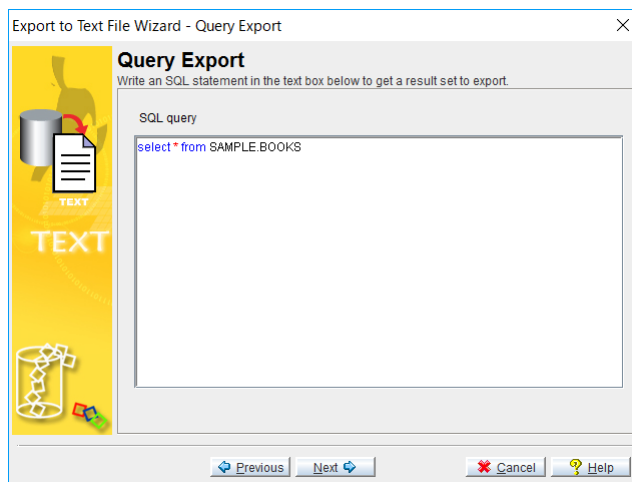 Export to Text File Wizard - Query Export
Query Export
Write an SQL statement in the text box below to get a result set to export.
SQL query
select * from SAMPLE.BOOKS
TEXT
TEXT
Previous Next Cancel Help